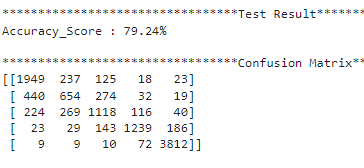 *********************************Test Result*******
Accuracy_Score : 79.24%
*********************************Confusion Matrix**
[[1949  237  125   18   23]
 [ 440  654  274   32   19]
 [ 224  269 1118  116   40]
 [  23   29  143 1239  186]
 [   9    9   10   72 3812]]